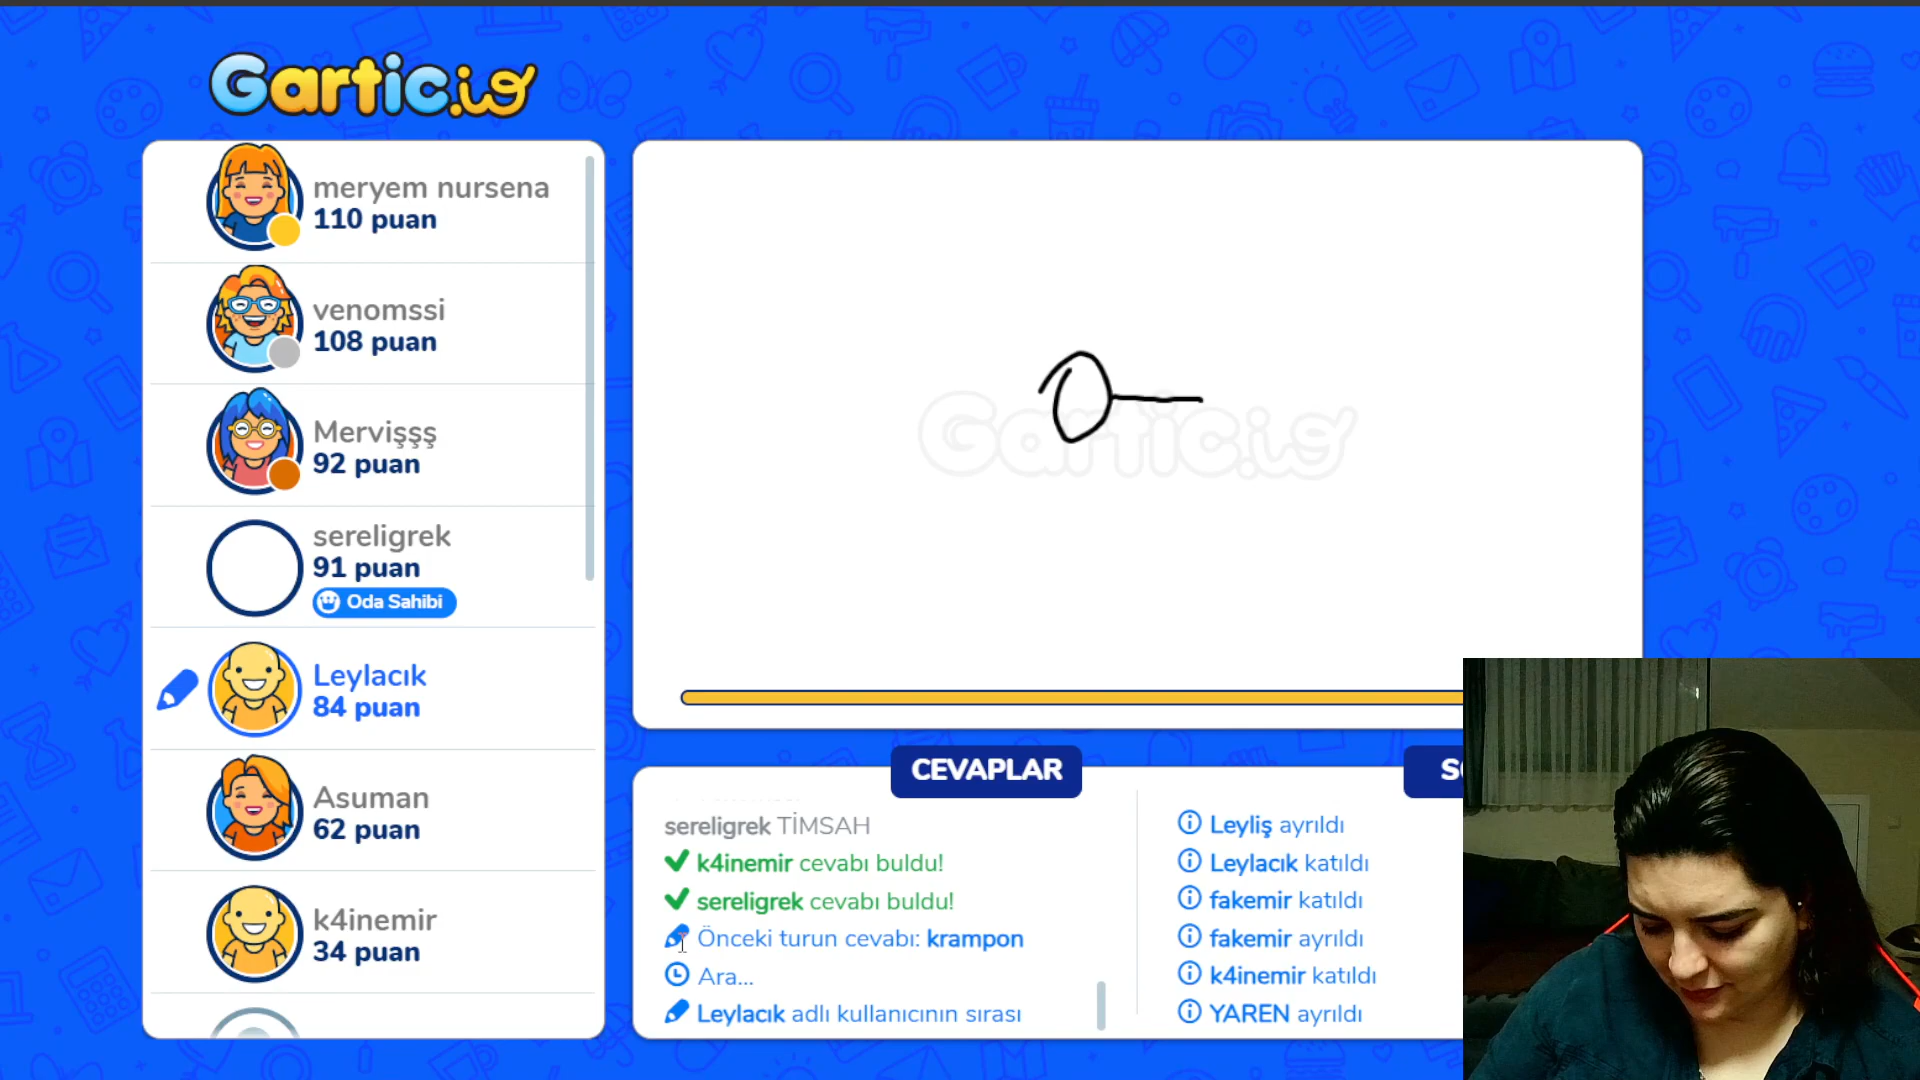 Gartic.io
meryem nursena
110 puan
venomssi
108 puan
Mervişşş
92 puan
sereligrek
91 puan
Oda Sahibi
Leylacık
84 puan
Asuman
62 puan
k4inemir
34 puan
Gartic.io
CEVAPLAR
sereligrek TİMSAH
k4inemir cevabı buldu!
sereligrek cevabı buldu!
Önceki turun cevabı: krampon
Ara...
Leylacık adlı kullanıcının sırası
Leyliş ayrıldı
Leylacık katıldı
fakemir katıldı
fakemir ayrıldı
k4inemir katıldı
YAREN ayrıldı